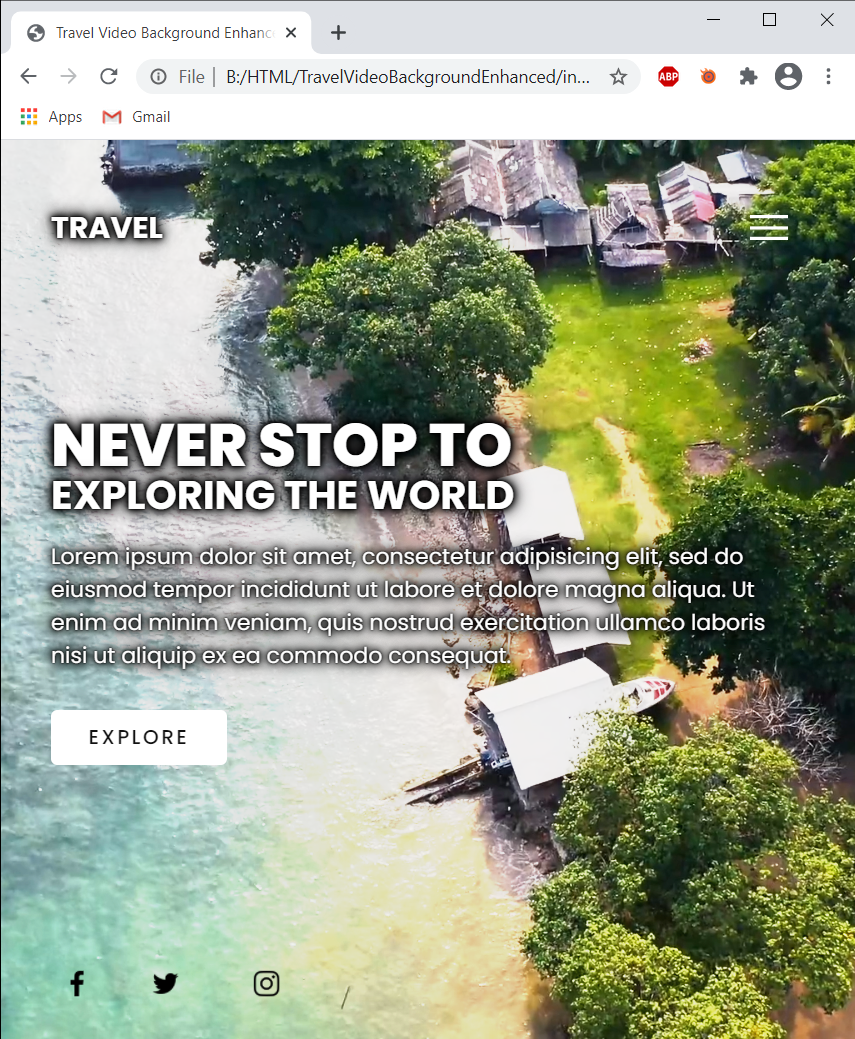 Travel Video Background Enhanc
File | B:/HTML/TravelVideoBackgroundEnhanced/in...
ABP
Apps
Gmail
TRAVEL
NEVER STOP TO
EXPLORING THE WORLD
Lorem ipsum dolor sit amet, consectetur adipisicing elit, sed do
eiusmod tempor incididunt ut labore et dolore magna aliqua. Ut
enim ad minim veniam, quis nostrud exercitation ullamco laboris
nisi ut aliquip ex ea commodo consequat.
EXPLORE